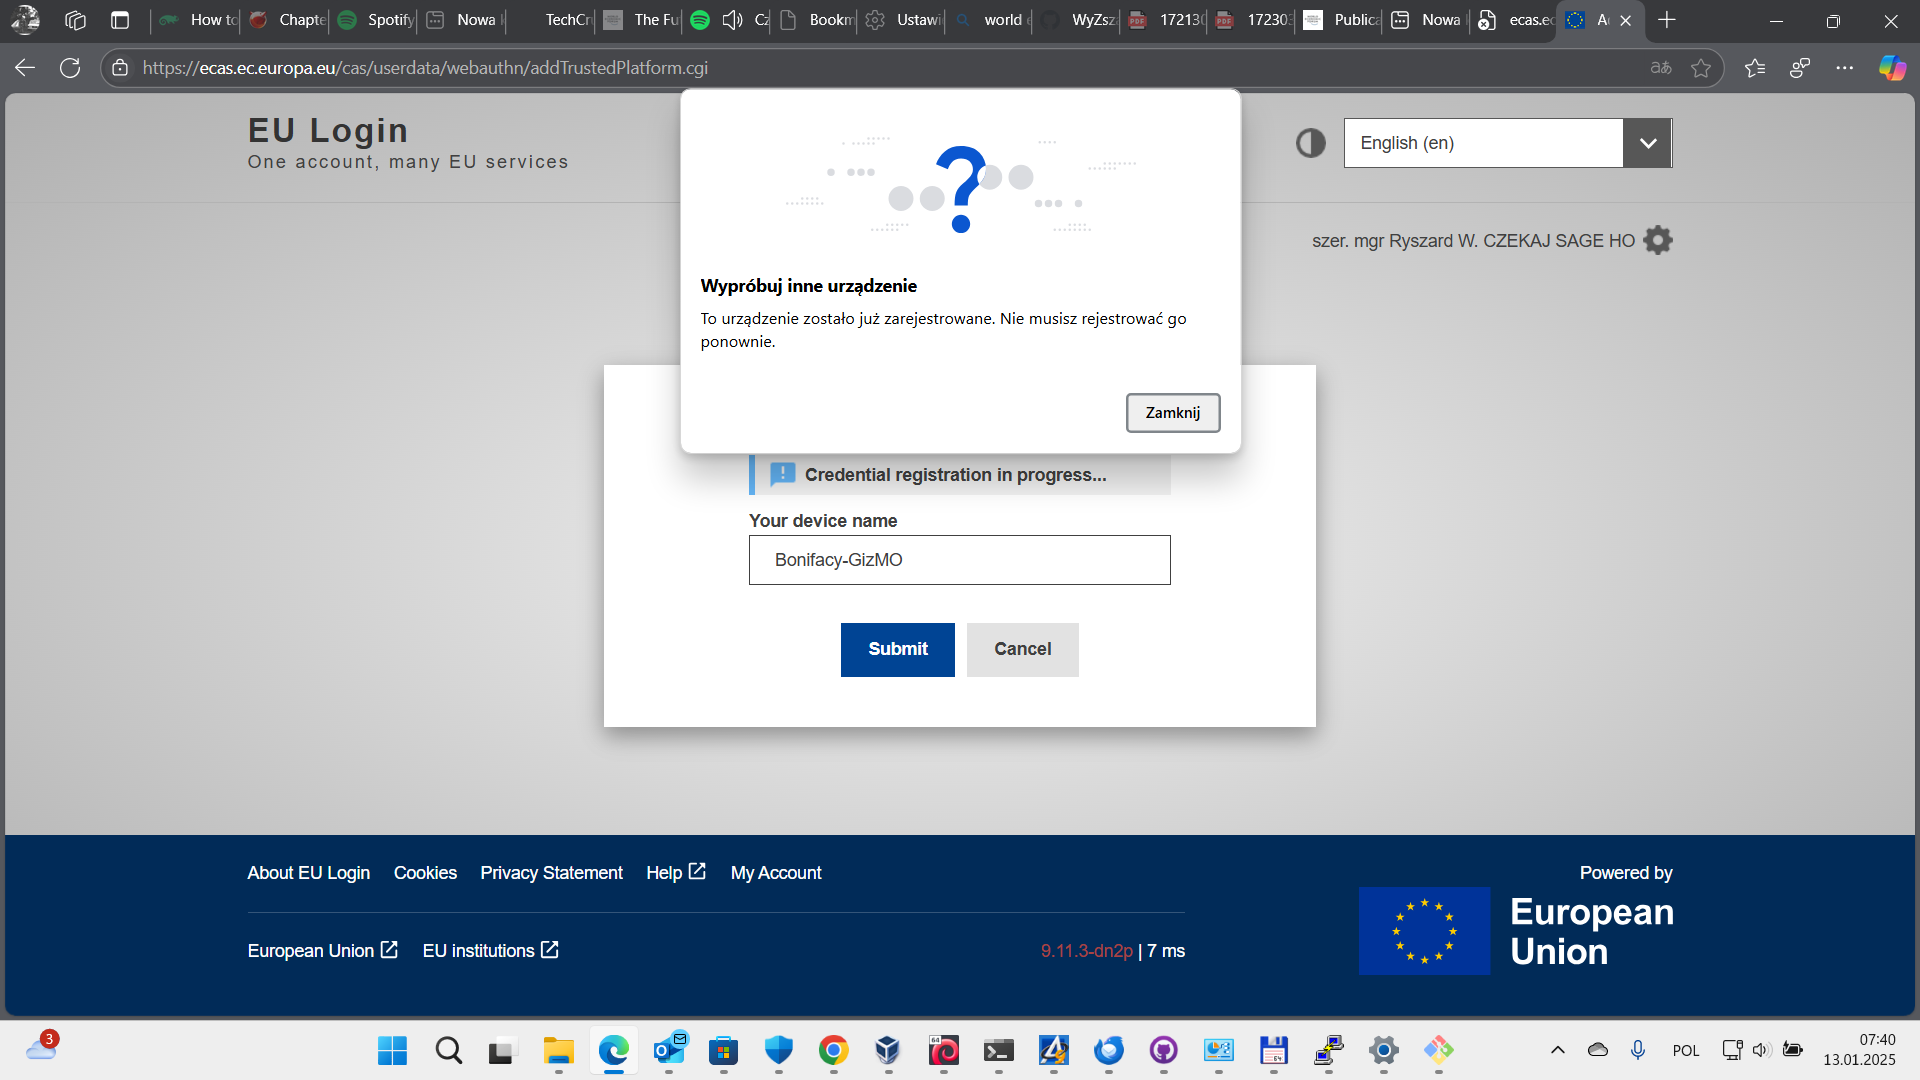 How to
Chapte
Spotify
Nowa k
TechCru
The Fu
Cz
Bookm
Ustawi
world e
WyZsz
172130
172303
Publica
Nowa
ecas.ec
A
https://ecas.ec.europa.eu/cas/userdata/webauthn/addTrustedPlatform.cgi
EU Login
One account, many EU services
English (en)
szer. mgr Ryszard W. CZEKAJ SAGE HO
Wypróbuj inne urządzenie
To urządzenie zostało już zarejestrowane. Nie musisz rejestrować go
ponownie.
Zamknij
Credential registration in progress...
Your device name
Bonifacy-GizMO
Submit
Cancel
About EU Login
Cookies
Privacy Statement
Help
My Account
Powered by
European
Union
European Union
EU institutions
9.11.3-dn2p | 7 ms
3
POL
07:40
13.01.2025